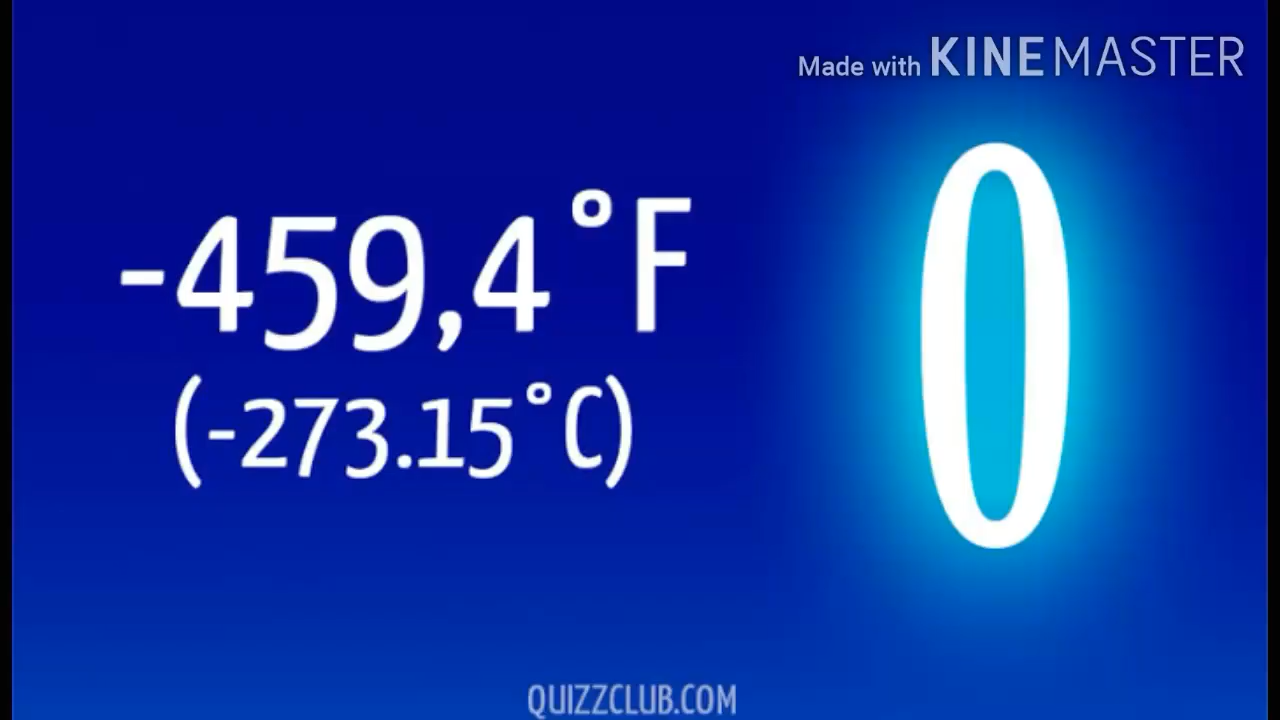 Made with KINEMASTER
-459,4°F
(-273.15°C)
0
QUIZZCLUB.COM